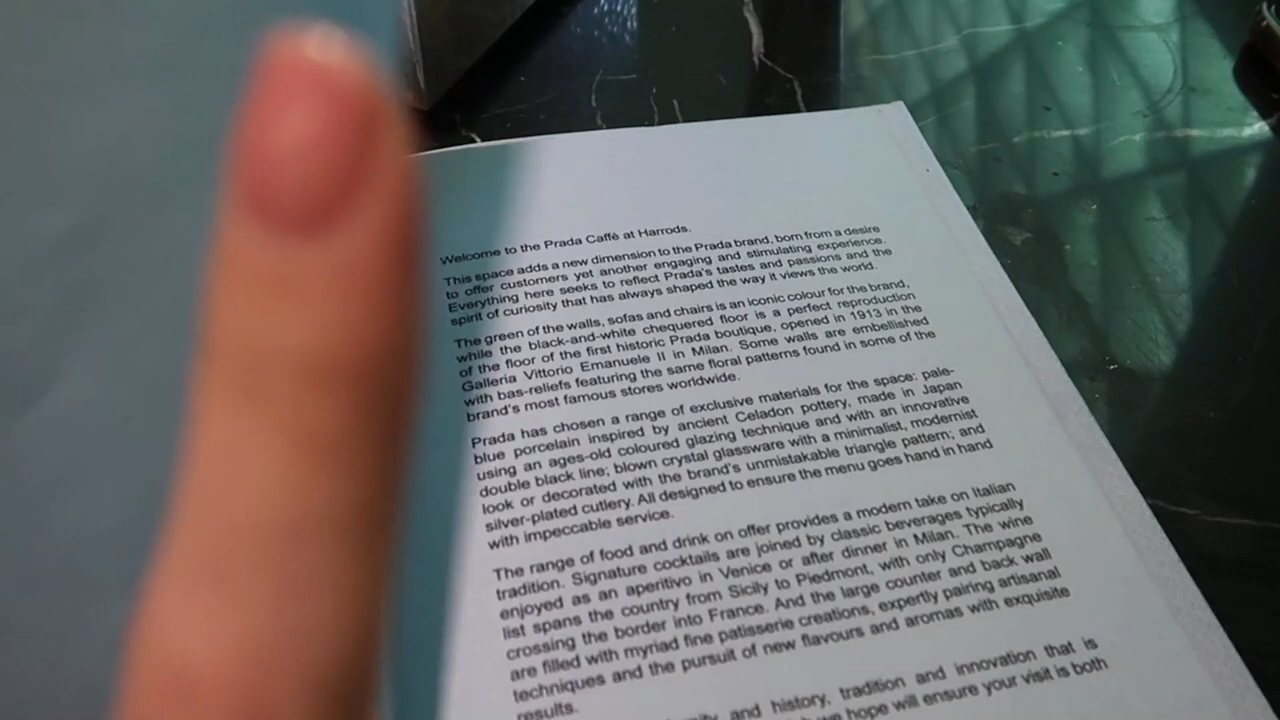 Welcome to the Prada Caffè at Harrods.
This space adds a new dimension to the Prada brand, born from a desire
to offer customers yet another engaging and stimulating experience.
Everything here seeks to reflect Prada's tastes and passions and the
spirit of curiosity that has always shaped the way it views the world.
The green of the walls, sofas and chairs is an iconic colour for the brand,
while the black-and-white chequered floor is a perfect reproduction
of the floor of the first historic Prada boutique, opened in 1913 in the
Galleria Vittorio Emanuele II in Milan. Some walls are embellished
with bas-reliefs featuring the same floral patterns found in some of the
brand's most famous stores worldwide.
Prada has chosen a range of exclusive materials for the space: pale-
blue porcelain inspired by ancient Celadon pottery, made in Japan
using an ages-old coloured glazing technique and with an innovative
double black line; blown crystal glassware with a minimalist, modernist
look or decorated with the brand's unmistakable triangle pattern; and
silver-plated cutlery. All designed to ensure the menu goes hand in hand
with impeccable service.
The range of food and drink on offer provides a modern take on Italian
tradition. Signature cocktails are joined by classic beverages typically
enjoyed as an aperitivo in Venice or after dinner in Milan. The wine
list spans the country from Sicily to Piedmont, with only Champagne
crossing the border into France. And the large counter and back wall
are filled with myriad fine patisserie creations, expertly pairing artisanal
techniques and the pursuit of new flavours and aromas with exquisite
results.
and history, tradition and innovation that is
we hope will ensure your visit is both